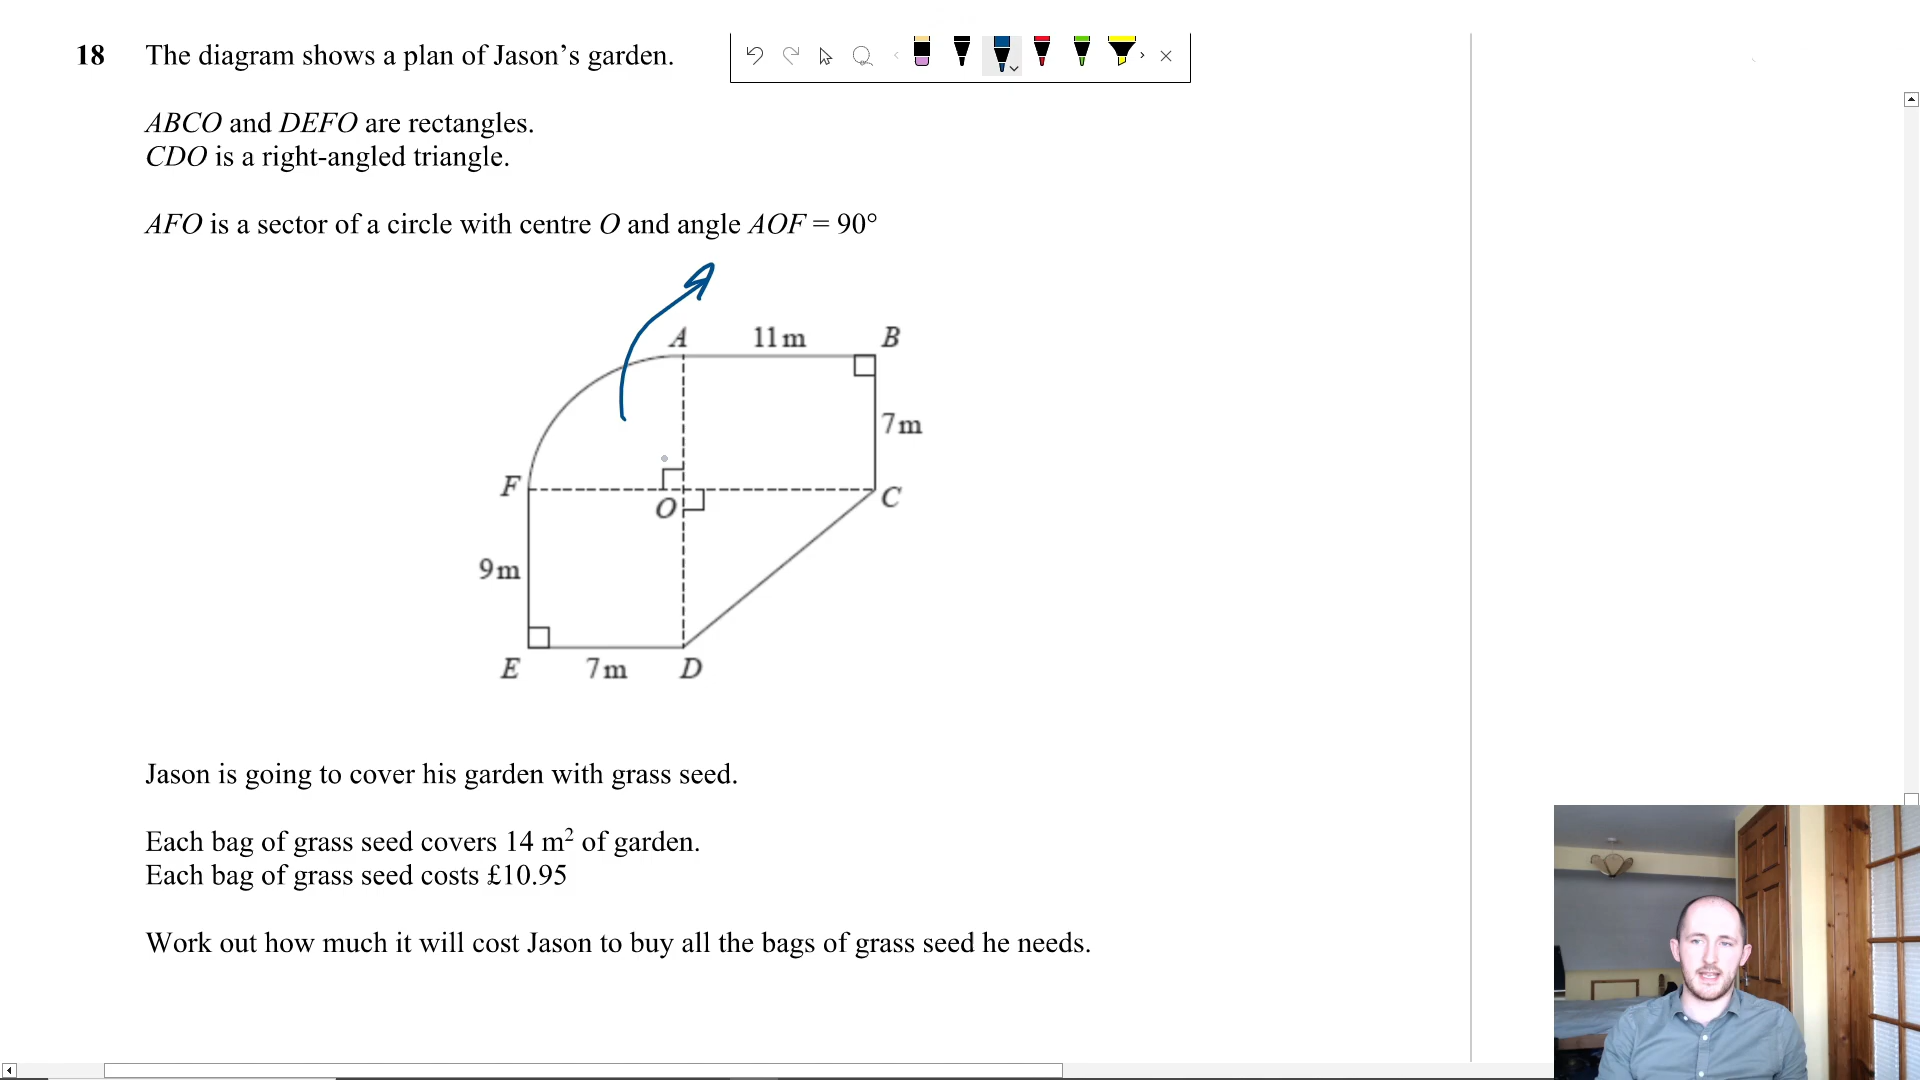 18 The diagram shows a plan of Jason's garden.
ABCO and DEFO are rectangles.
CDO is a right-angled triangle.
AFO is a sector of a circle with centre O and angle AOF = 90°
A 11 m B
7 m
F O C
9 m
E 7 m D
Jason is going to cover his garden with grass seed.
Each bag of grass seed covers 14 m² of garden.
Each bag of grass seed costs £10.95
Work out how much it will cost Jason to buy all the bags of grass seed he needs.